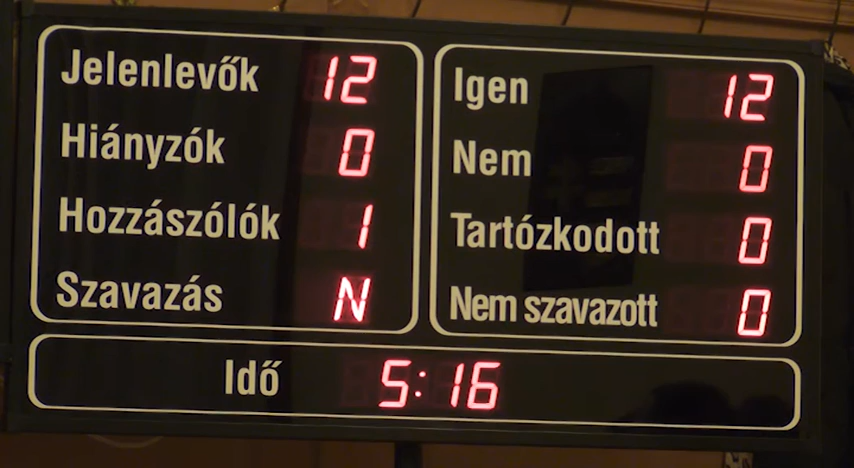 Jelenlevők 12
Hiányzók 0
Hozzászólók 1
Szavazás N
Igen 12
Nem 0
Tartózkodott 0
Nem szavazott 0
Idő 5:16